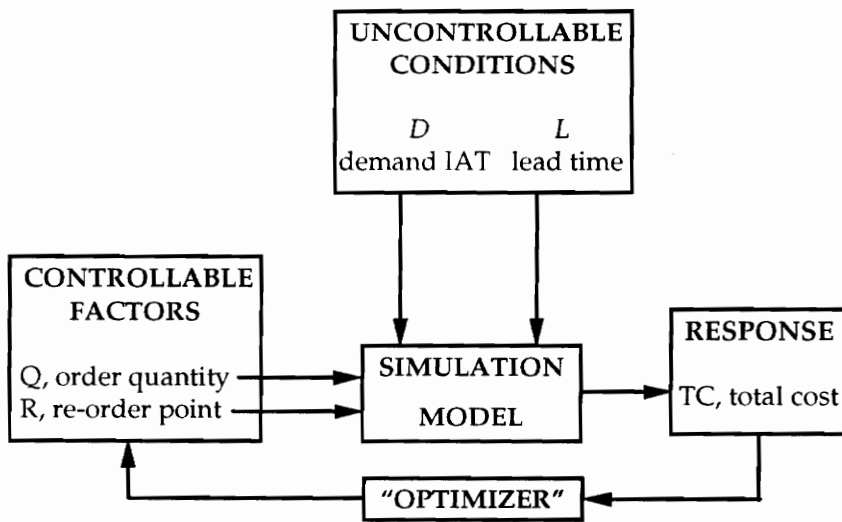 UNCONTROLLABLE
CONDITIONS
D L
demand IAT lead time
CONTROLLABLE
FACTORS
Q, order quantity
R, re-order point
SIMULATION
MODEL
RESPONSE
TC, total cost
"OPTIMIZER"